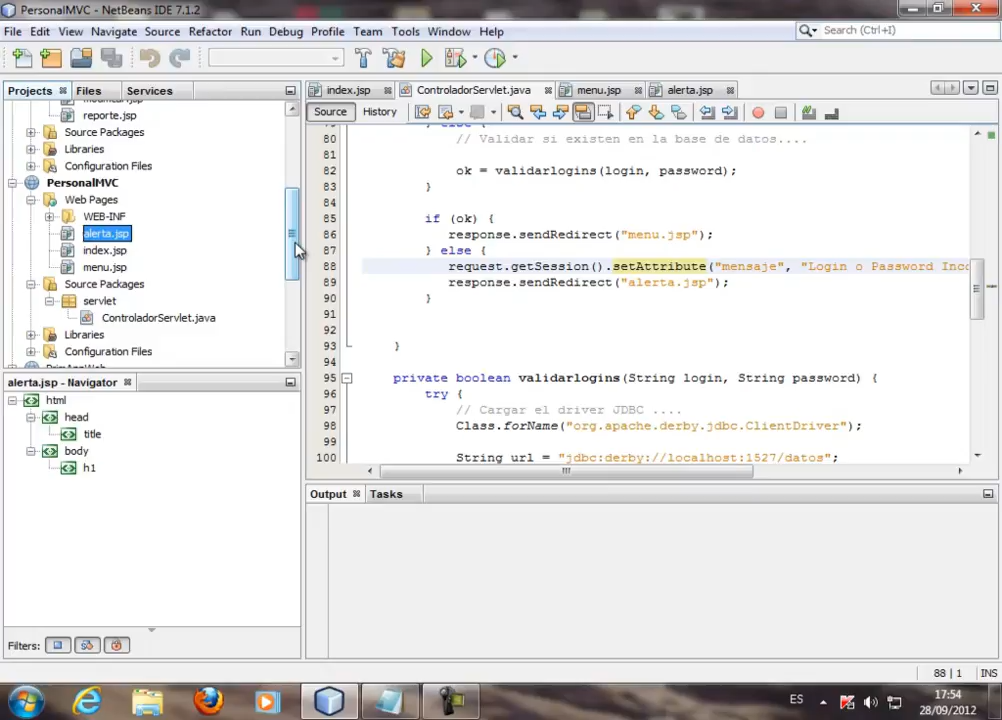 PersonalMVC - NetBeans IDE 7.1.2
File Edit View Navigate Source Refactor Run Debug Profile Team Tools Window Help
Search (Ctrl+I)
Projects Files Services
index.jsp ControladorServlet.java menu.jsp alerta.jsp
Source History
reporte.jsp
Source Packages
Libraries
Configuration Files
PersonalMVC
Web Pages
WEB-INF
alerta.jsp
index.jsp
menu.jsp
Source Packages
servlet
ControladorServlet.java
Libraries
Configuration Files
80 // Validar si existen en la base de datos....
81
82 ok = validarlogins(login, password);
83 }
84
85 if (ok) {
86 response.sendRedirect("menu.jsp");
87 } else {
88 request.getSession().setAttribute("mensaje", "Login o Password Inco
89 response.sendRedirect("alerta.jsp");
90 }
91
92
93 }
94
95 private boolean validarlogins(String login, String password) {
96 try {
97 // Cargar el driver JDBC ....
98 Class.forName("org.apache.derby.jdbc.ClientDriver");
99
100 String url = "jdbc:derby://localhost:1527/datos";
alerta.jsp - Navigator
html
head
title
body
h1
Filters:
Output Tasks
88 | 1 INS
ES
17:54
28/09/2012